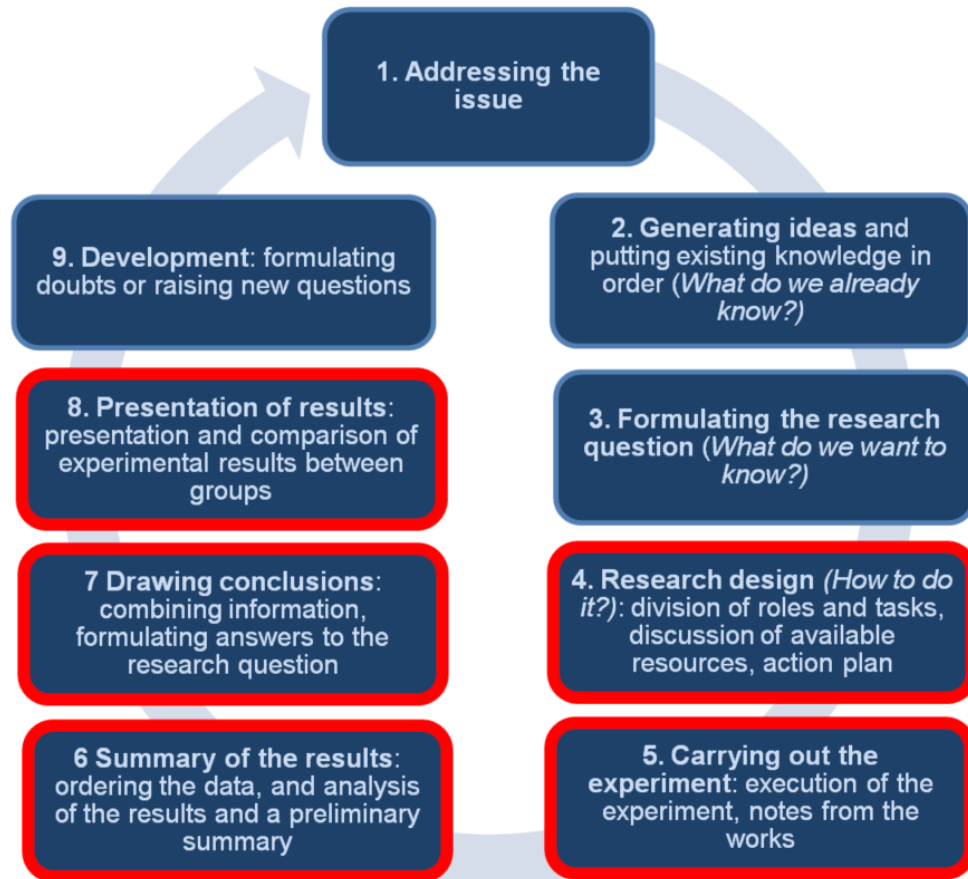 1. Addressing the
issue
2. Generating ideas and
putting existing knowledge in
order (What do we already
know?)
3. Formulating the research
question (What do we want to
know?)
4. Research design (How to do
it?): division of roles and tasks,
discussion of available
resources, action plan
5. Carrying out the
experiment: execution of the
experiment, notes from the
works
6 Summary of the results:
ordering the data, and analysis
of the results and a preliminary
summary
7 Drawing conclusions:
combining information,
formulating answers to the
research question
8. Presentation of results:
presentation and comparison of
experimental results between
groups
9. Development: formulating
doubts or raising new questions